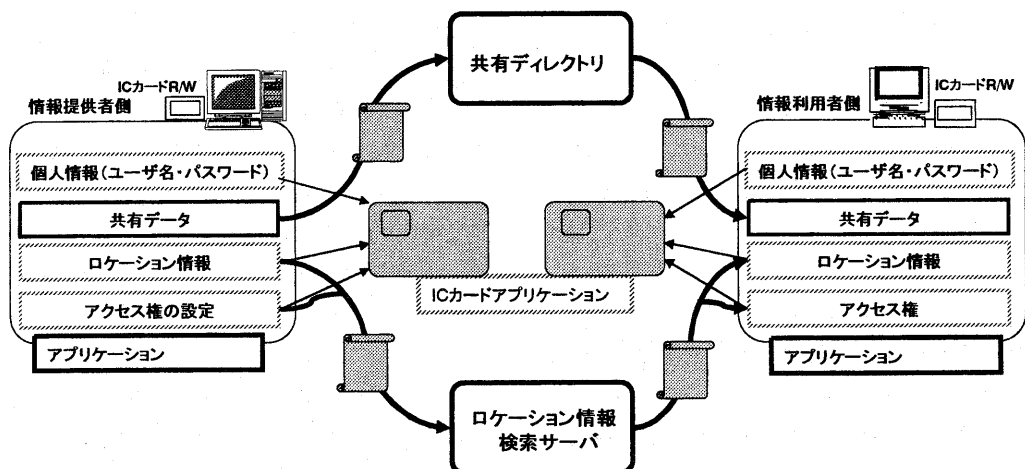 共有ディレクトリ
ICカードR/W
情報提供者側
個人情報(ユーザ名・パスワード)
共有データ
ロケーション情報
アクセス権の設定
アプリケーション
ICカードアプリケーション
ICカードR/W
情報利用者側
個人情報(ユーザ名・パスワード)
共有データ
ロケーション情報
アクセス権
アプリケーション
ロケーション情報
検索サーバ